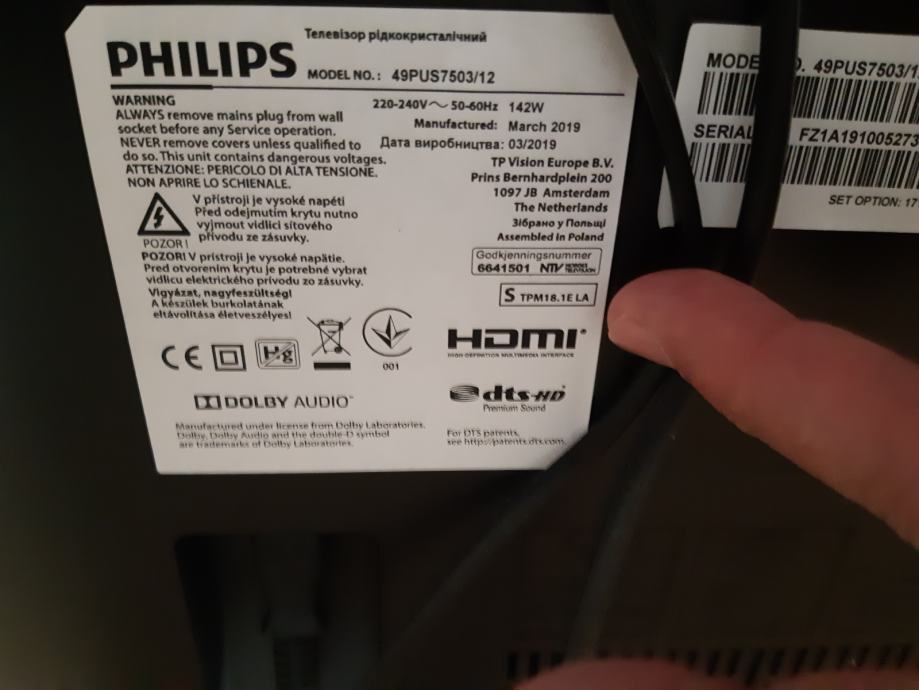 Телевізор рідкокристалічний
PHILIPS MODEL NO.: 49PUS7503/12
WARNING
ALWAYS remove mains plug from wall
socket before any Service operation.
NEVER remove covers unless qualified to
do so. This unit contains dangerous voltages.
ATTENZIONE: PERICOLO DI ALTA TENSIONE.
NON APRIRE LO SCHIENALE.
V přístroji je vysoké napětí
Před odejmutím krytu nutno
vyjmout vidlici síťového
přívodu ze zásuvky.
POZOR!
POZOR! V prístroji je vysoké napätie.
Pred otvorením krytu je potrebné vybrat
vidlicu elektrického prívodu zo zásuvky.
Vigyázat, nagyfeszültség!
A készülek burkolatának
eltávolítása életveszélyes!
220-240V~ 50-60Hz 142W
Manufactured: March 2019
Дата виробництва: 03/2019
TP Vision Europe B.V.
Prins Bernhardplein 200
1097 JB Amsterdam
The Netherlands
Зібрано у Польщі
Assembled in Poland
Godkjenningsnummer
6641501 NTV
S TPM18.1E LA
CE Hg 001
HDMI
HIGH-DEFINITION MULTIMEDIA INTERFACE
DOLBY AUDIO™
dts-HD
Premium Sound
Manufactured under license from Dolby Laboratories.
Dolby, Dolby Audio and the double-D symbol
are trademarks of Dolby Laboratories.
For DTS patents,
see http://patents.dts.com.
MODE O. 49PUS7503/1
SERIAL FZ1A191005273
SET OPTION: 17